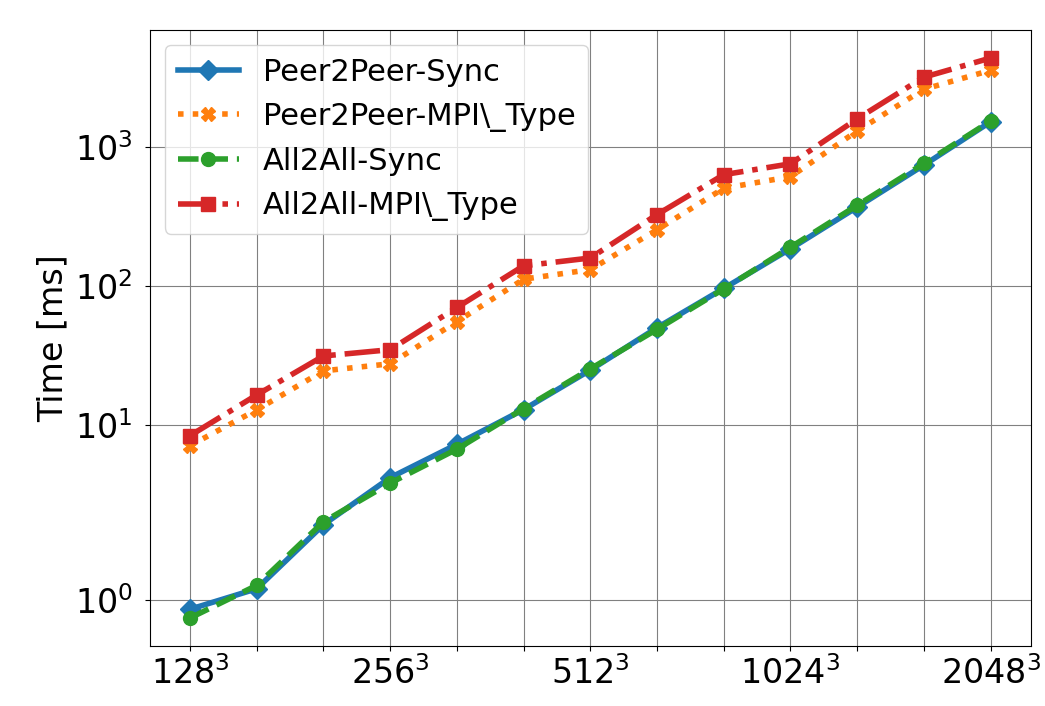 Peer2Peer-Sync
Peer2Peer-MPI\_Type
All2All-Sync
All2All-MPI\_Type
Time [ms]
10³
10²
10¹
10⁰
128³ 256³ 512³ 1024³ 2048³